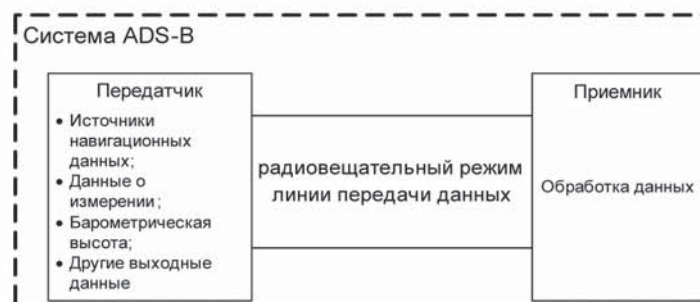 Система ADS-B
Передатчик
• Источники
навигационных
данных;
• Данные о
измерении;
• Барометрическая
высота;
• Другие выходные
данные
радиовещательный режим
линии передачи данных
Приемник
Обработка данных